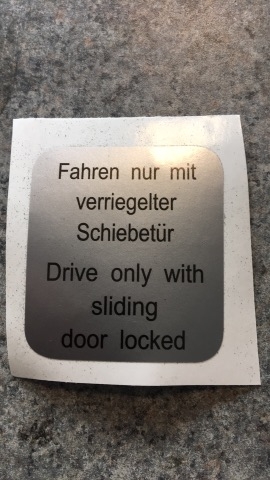 Fahren nur mit
verriegelter
Schiebetür
Drive only with
sliding
door locked